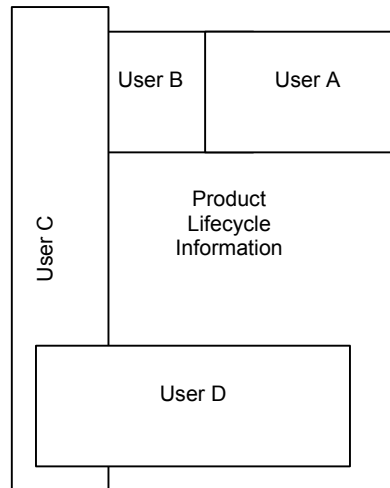 User B
User A
Product
Lifecycle
Information
User C
User D